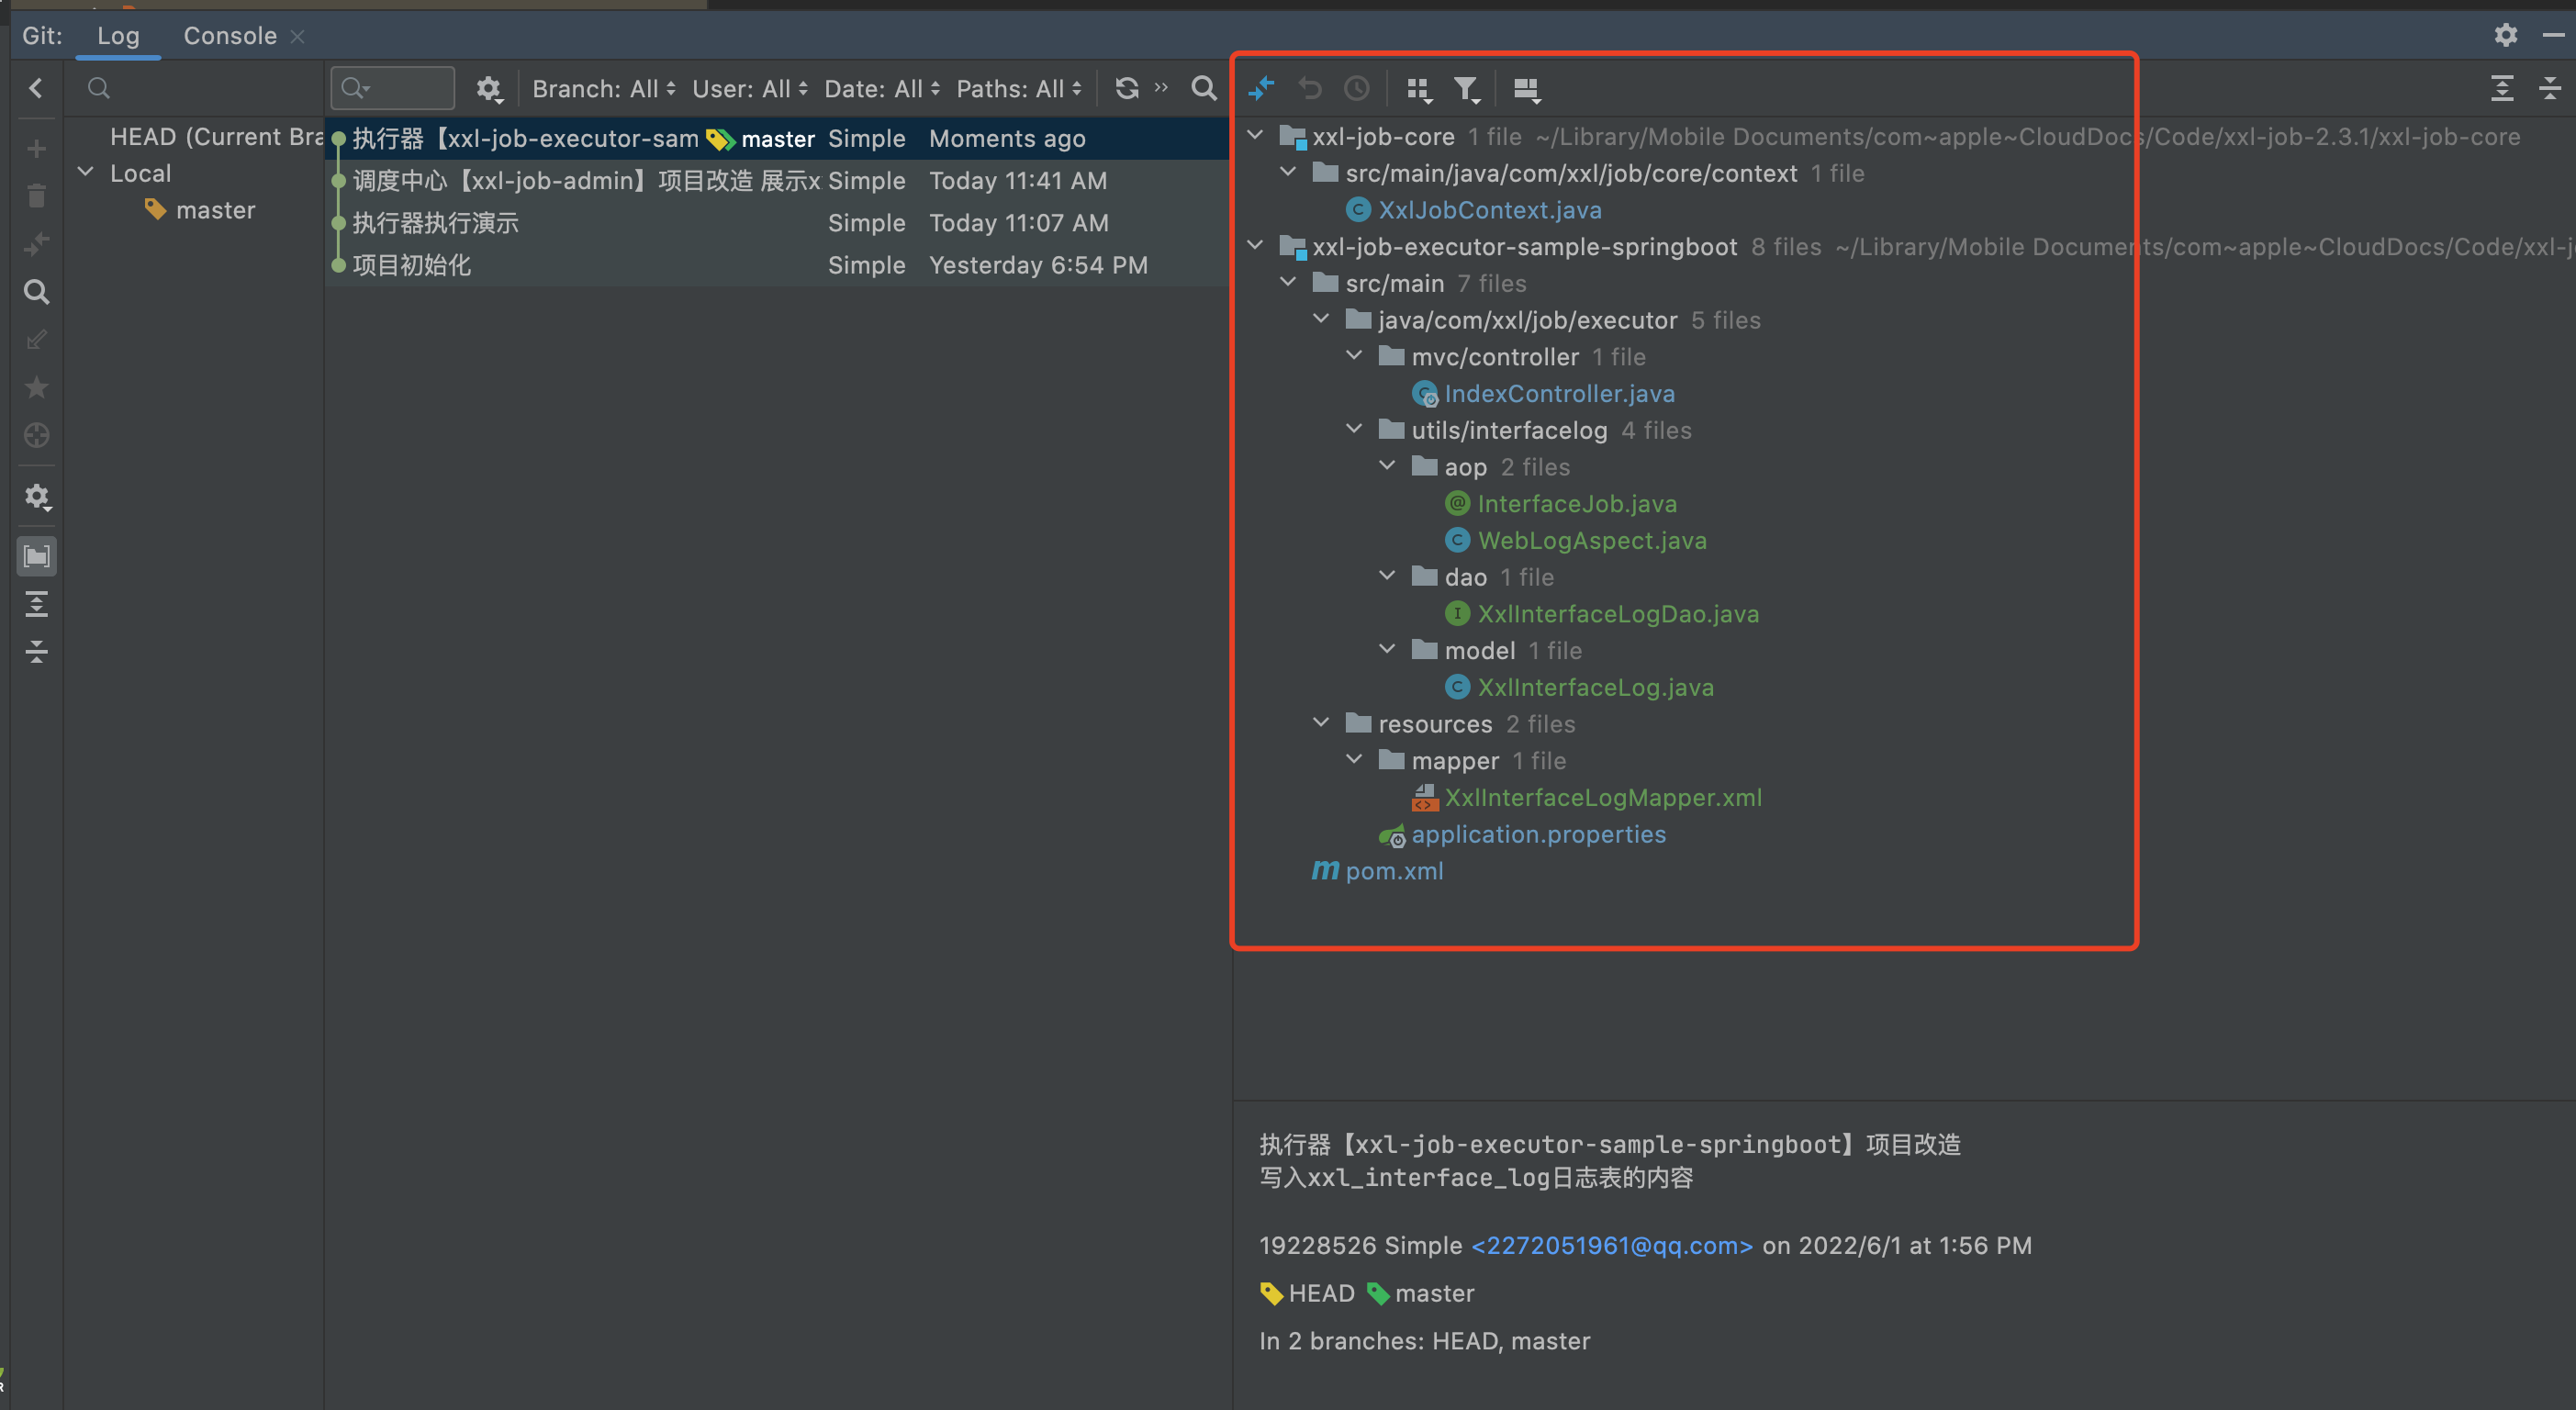 Git: Log Console
Branch: All User: All Date: All Paths: All
HEAD (Current Bra
Local
master
执行器【xxl-job-executor-sam master Simple Moments ago
调度中心【xxl-job-admin】项目改造 展示x Simple Today 11:41 AM
执行器执行演示 Simple Today 11:07 AM
项目初始化 Simple Yesterday 6:54 PM
xxl-job-core 1 file ~/Library/Mobile Documents/com~apple~CloudDocs/Code/xxl-job-2.3.1/xxl-job-core
src/main/java/com/xxl/job/core/context 1 file
XxlJobContext.java
xxl-job-executor-sample-springboot 8 files ~/Library/Mobile Documents/com~apple~CloudDocs/Code/xxl-j
src/main 7 files
java/com/xxl/job/executor 5 files
mvc/controller 1 file
IndexController.java
utils/interfacelog 4 files
aop 2 files
InterfaceJob.java
WebLogAspect.java
dao 1 file
XxlInterfaceLogDao.java
model 1 file
XxlInterfaceLog.java
resources 2 files
mapper 1 file
XxlInterfaceLogMapper.xml
application.properties
pom.xml
执行器【xxl-job-executor-sample-springboot】项目改造
写入xxl_interface_log日志表的内容
19228526 Simple <2272051961@qq.com> on 2022/6/1 at 1:56 PM
HEAD master
In 2 branches: HEAD, master